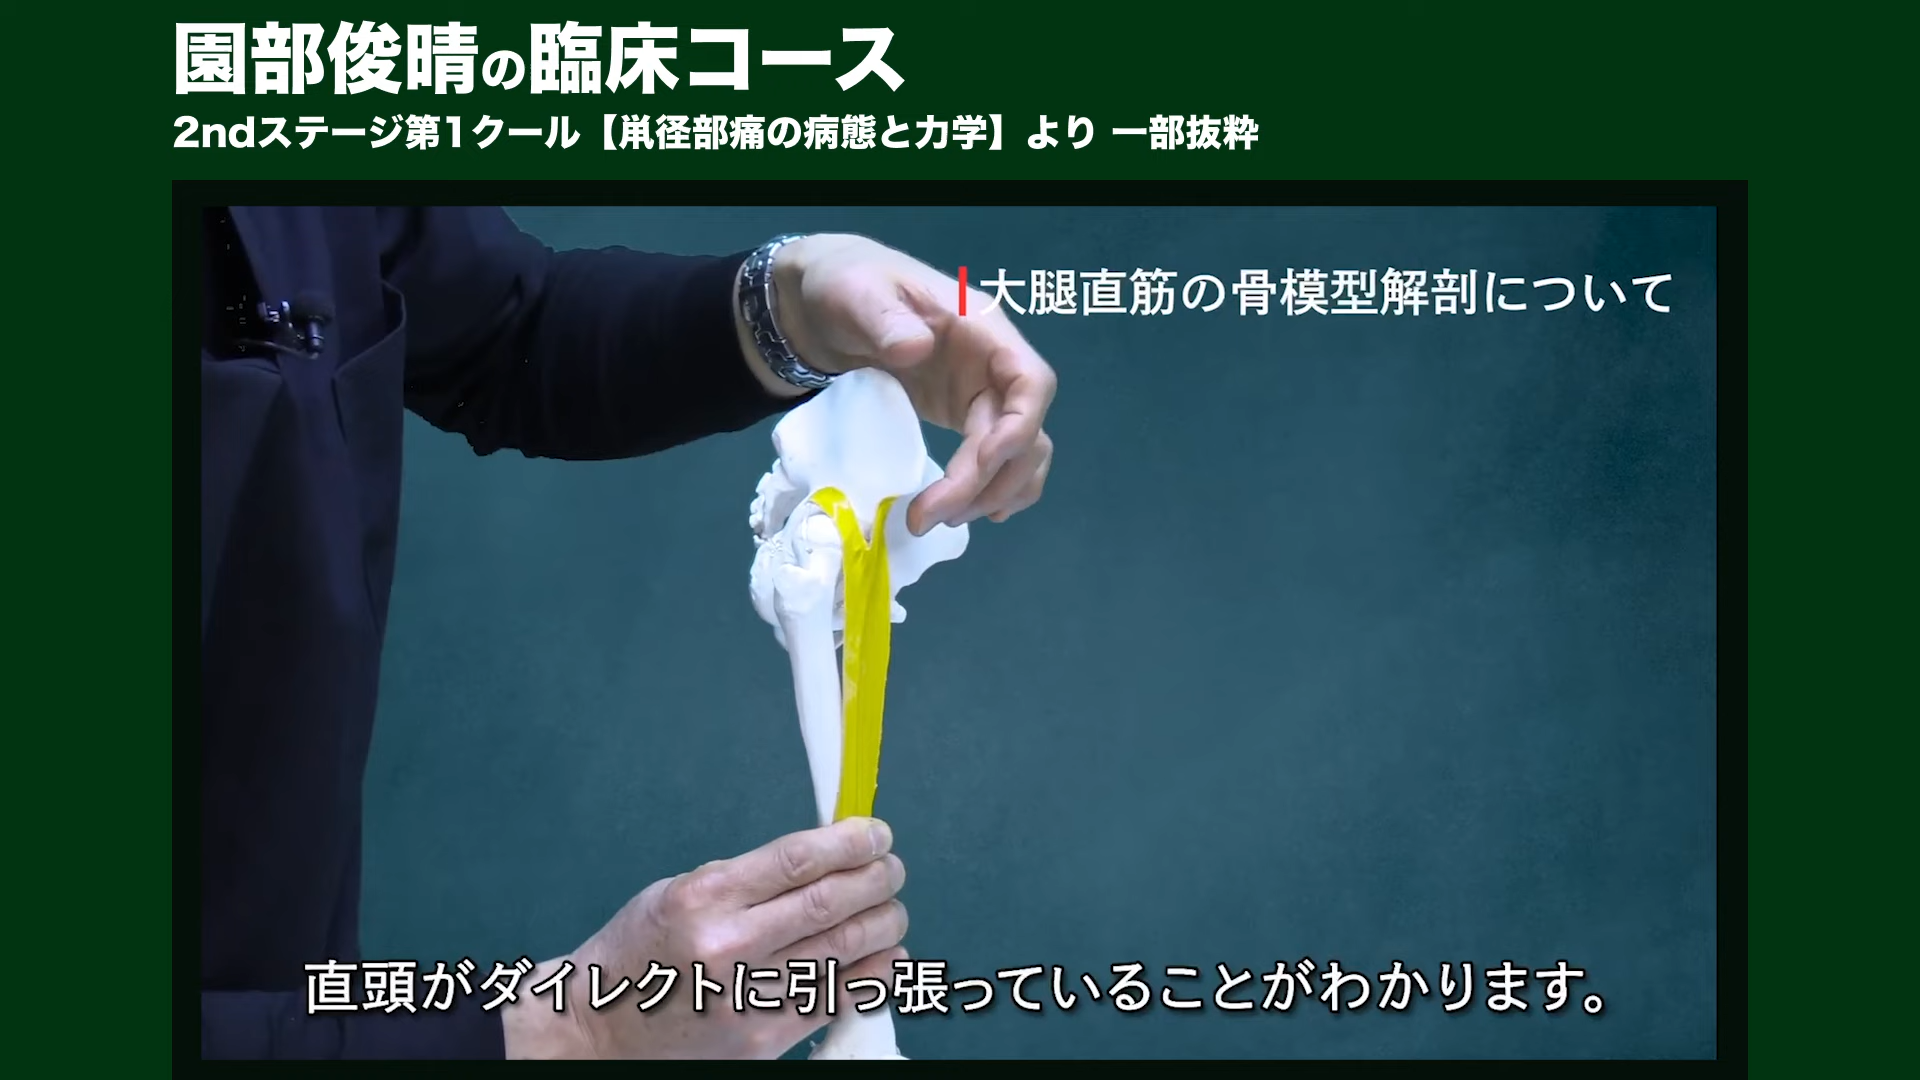 園部俊晴の臨床コース
2ndステージ第1クール【鼡径部痛の病態と力学】より 一部抜粋
大腿直筋の骨模型解剖について
直頭がダイレクトに引っ張っていることがわかります。